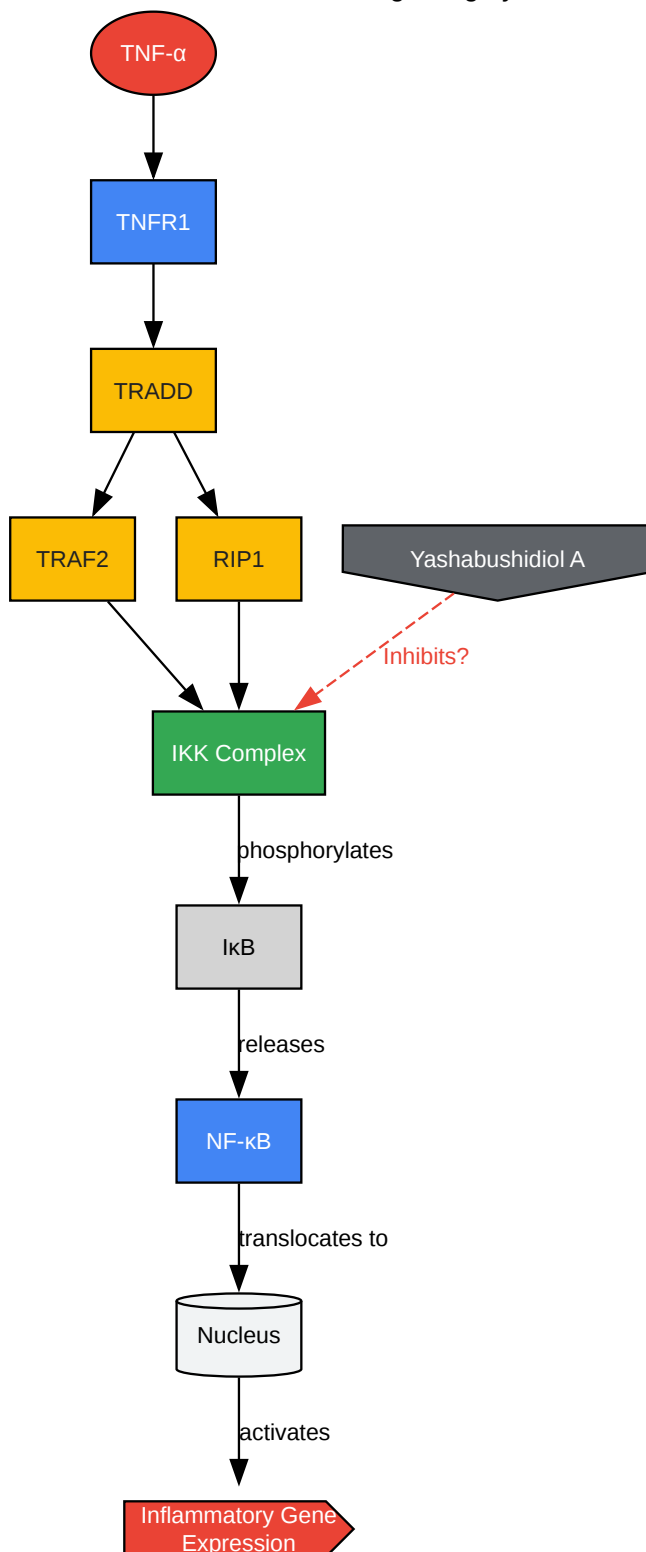 TNF-α
TNFR1
TRADD
TRAF2
RIP1
Yashabushidiol A
Inhibits?
IKK Complex
phosphorylates
IκB
releases
NF-κB
translocates to
Nucleus
activates
Inflammatory Gene
Expression